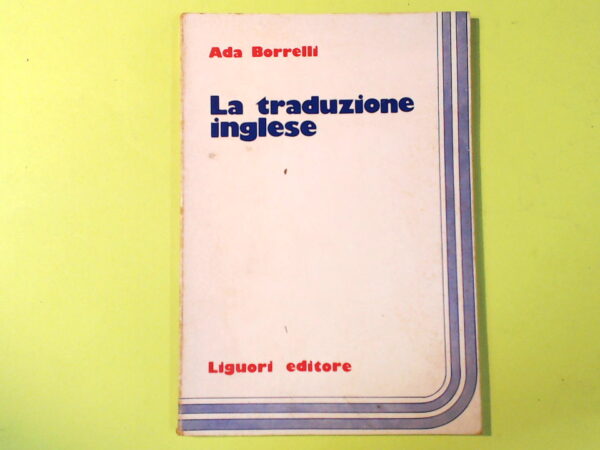 Ada Borrelli
La traduzione
inglese
Liguori editore